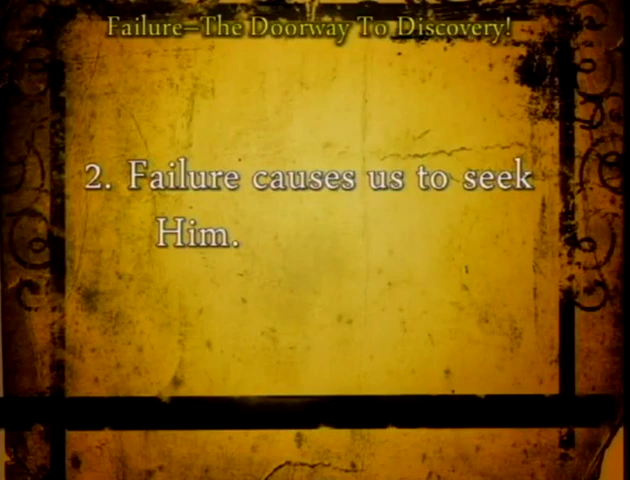 Failure—The Doorway To Discovery!
2. Failure causes us to seek
Him.